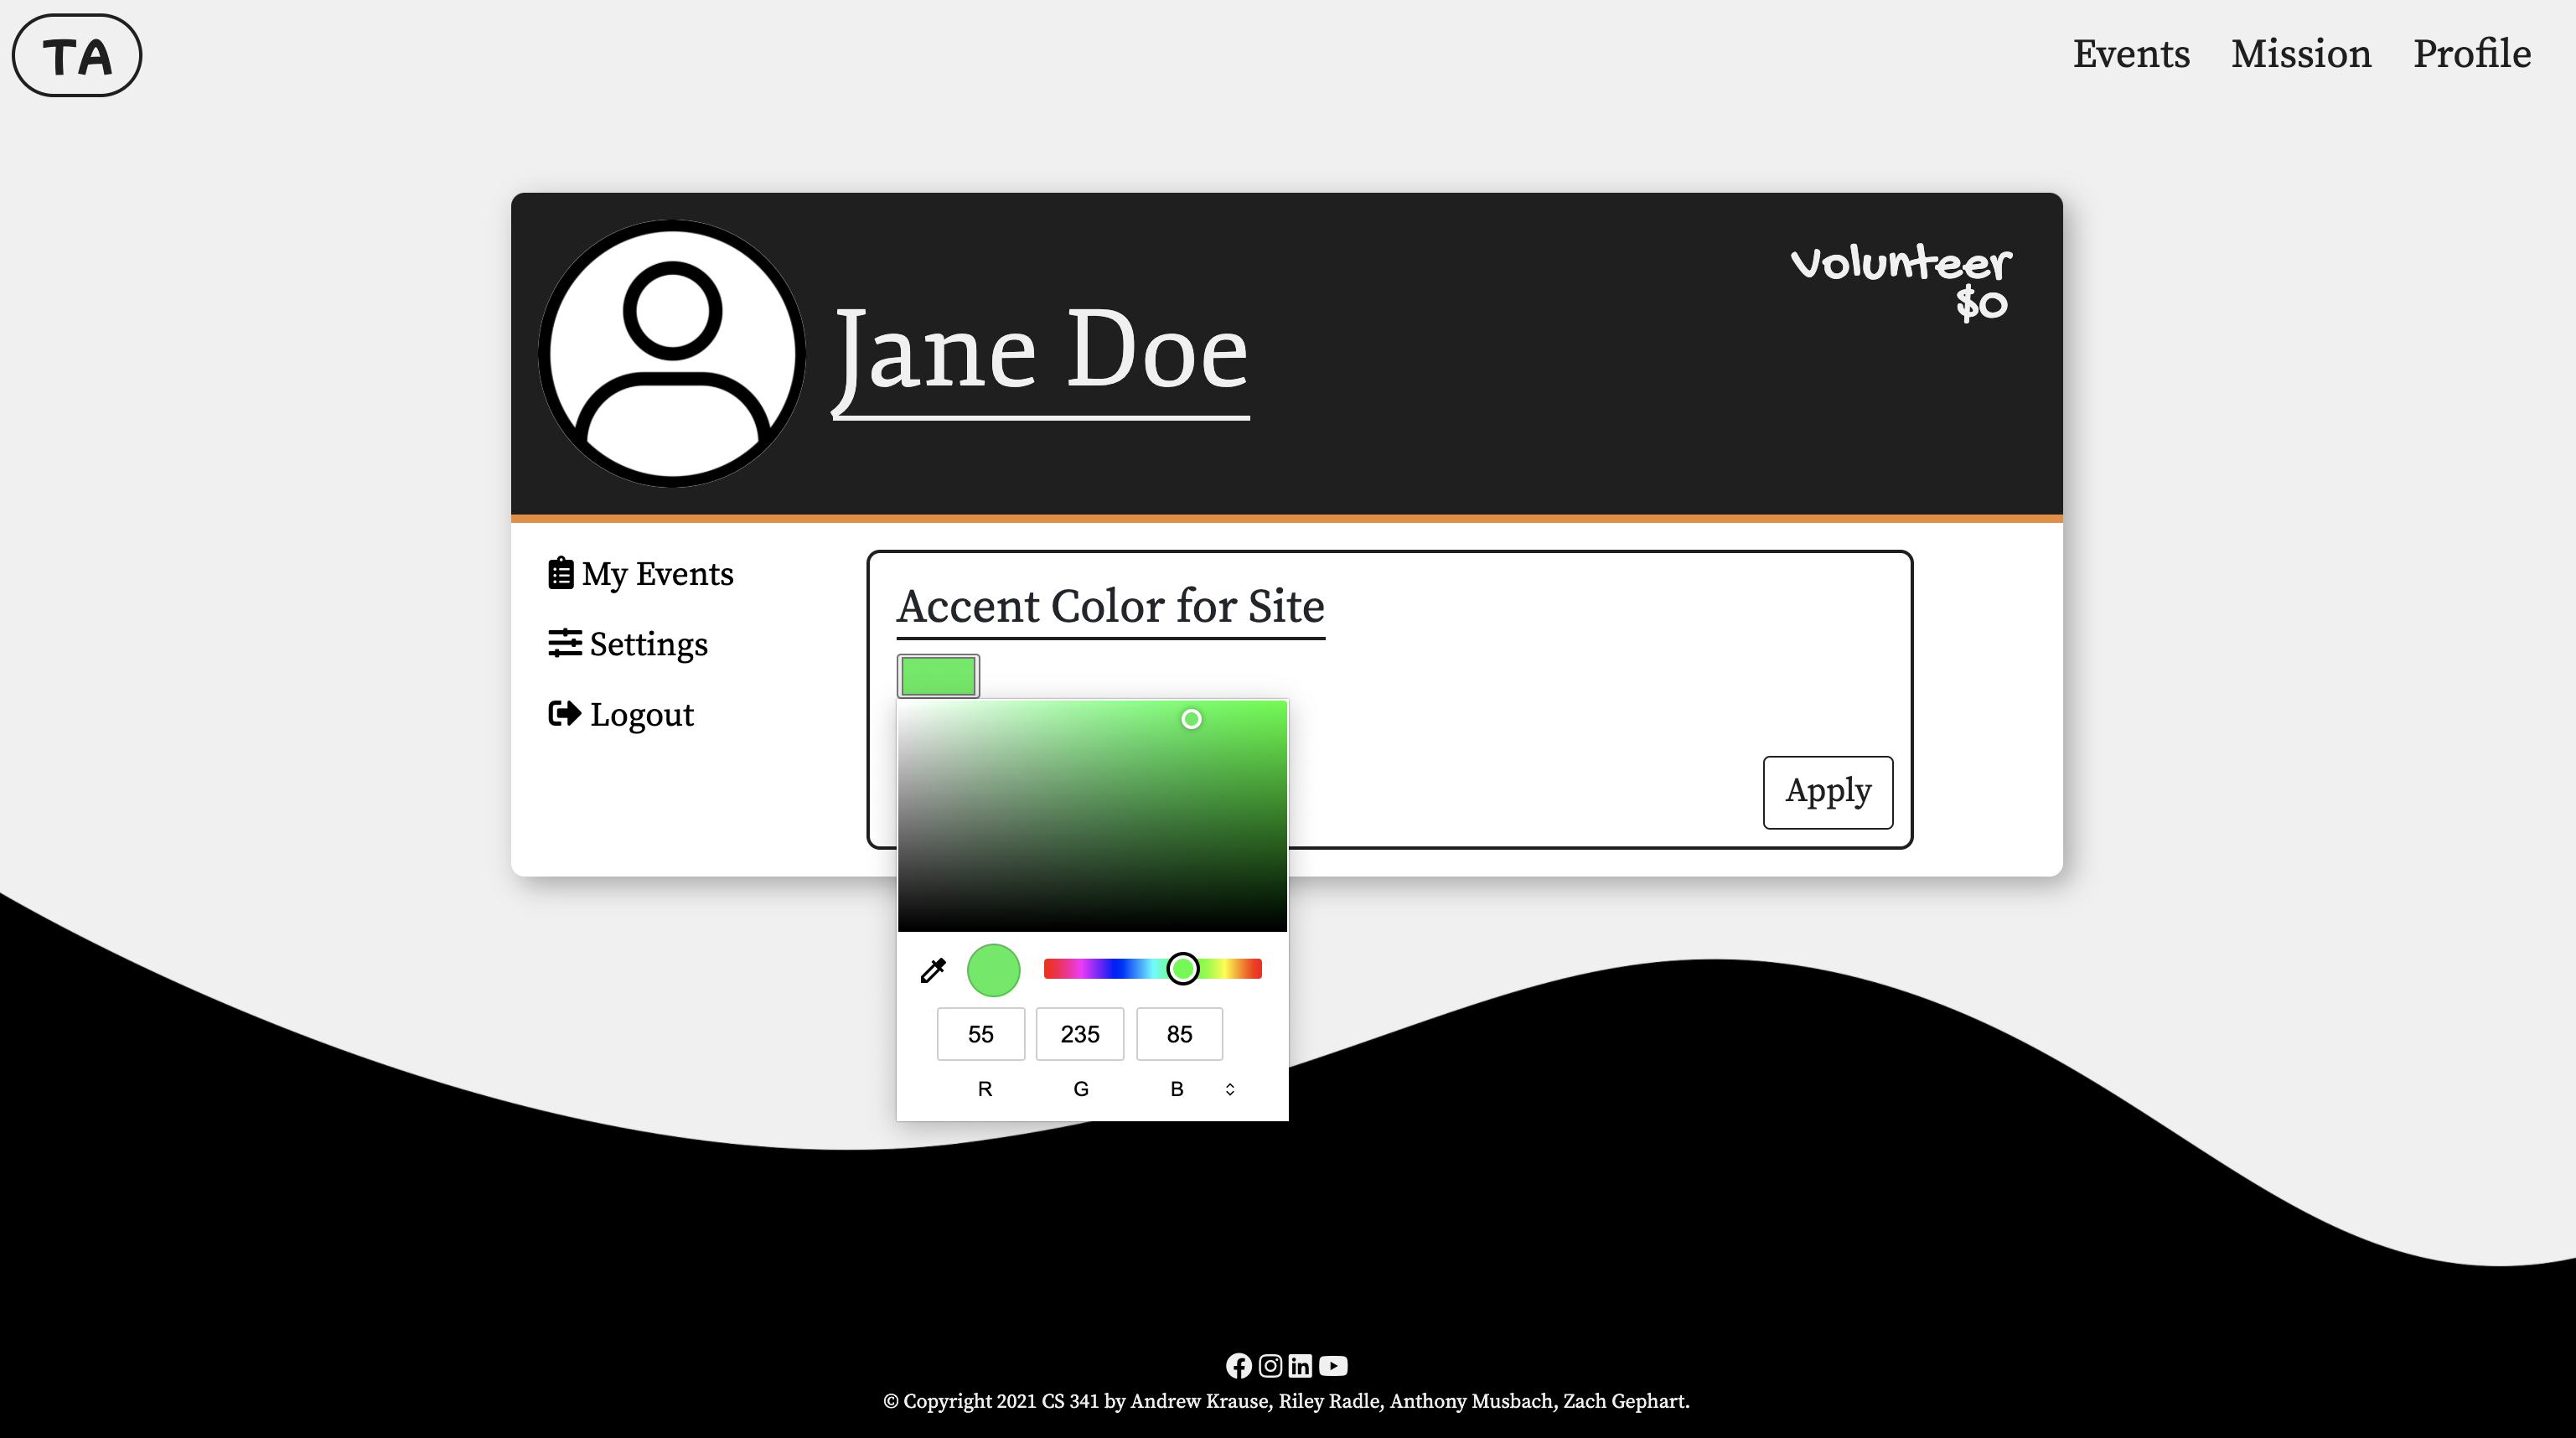 TA
Events Mission Profile
Volunteer
$0
Jane Doe
My Events
Settings
Logout
Accent Color for Site
Apply
55 235 85
R G B
© Copyright 2021 CS 341 by Andrew Krause, Riley Radle, Anthony Musbach, Zach Gephart.